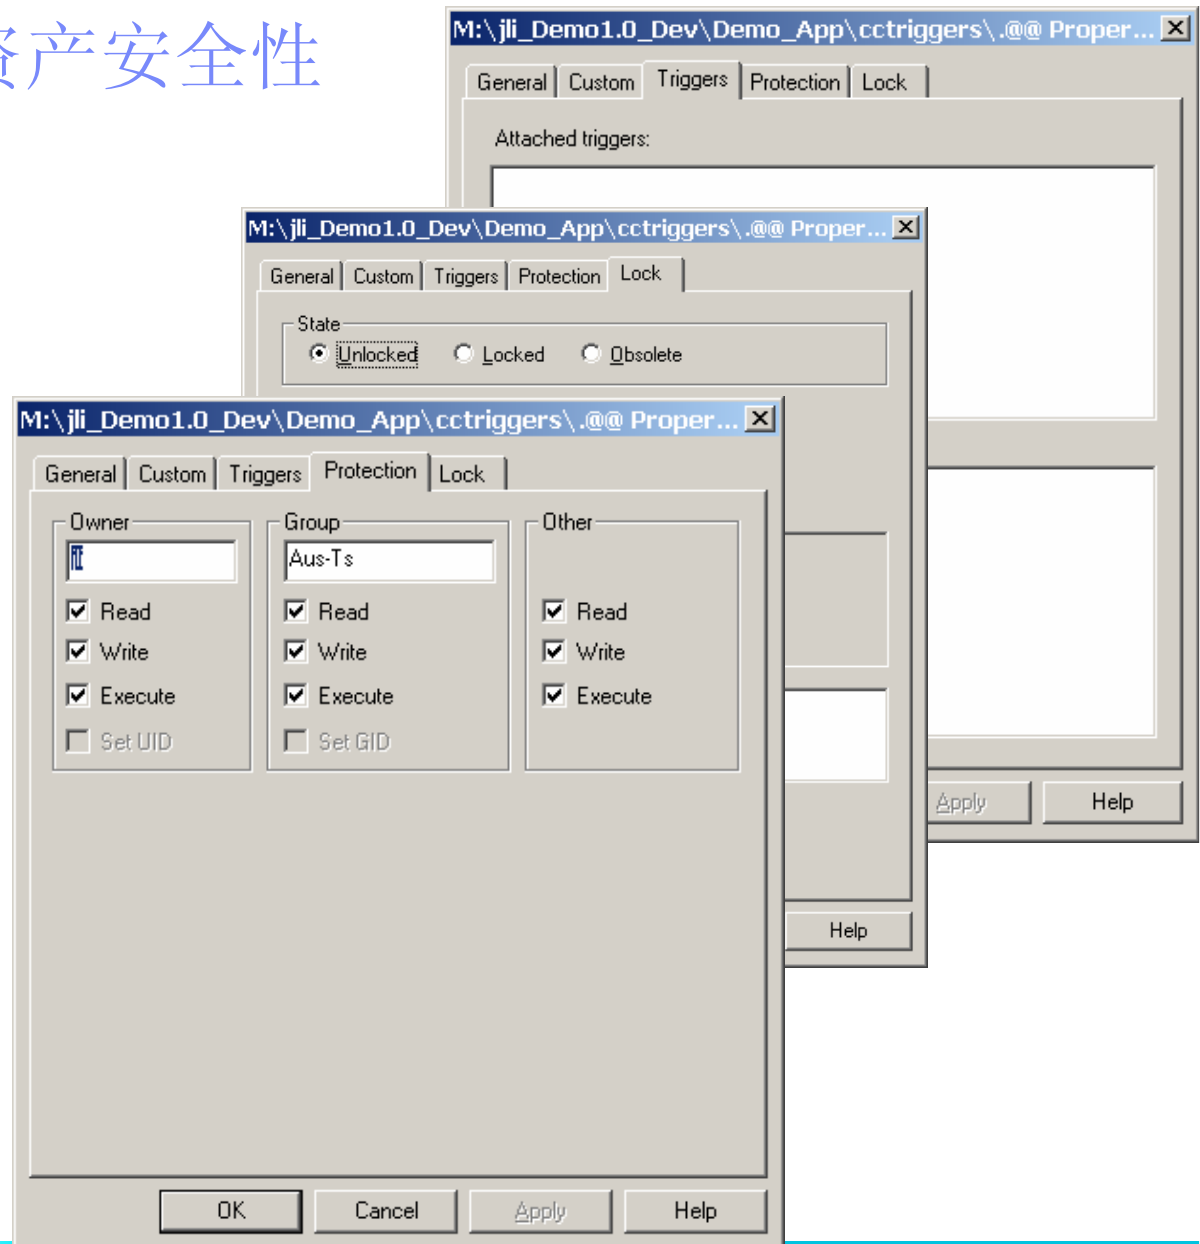 资产安全性
M:\jli_Demo1.0_Dev\Demo_App\cctriggers\.@@ Proper...
General Custom Triggers Protection Lock
Attached triggers:
Apply Help
M:\jli_Demo1.0_Dev\Demo_App\cctriggers\.@@ Proper...
General Custom Triggers Protection Lock
State
Unlocked Locked Obsolete
Help
M:\jli_Demo1.0_Dev\Demo_App\cctriggers\.@@ Proper...
General Custom Triggers Protection Lock
Owner Group Other
Aus-Ts
Read Read Read
Write Write Write
Execute Execute Execute
Set UID Set GID
OK Cancel Apply Help